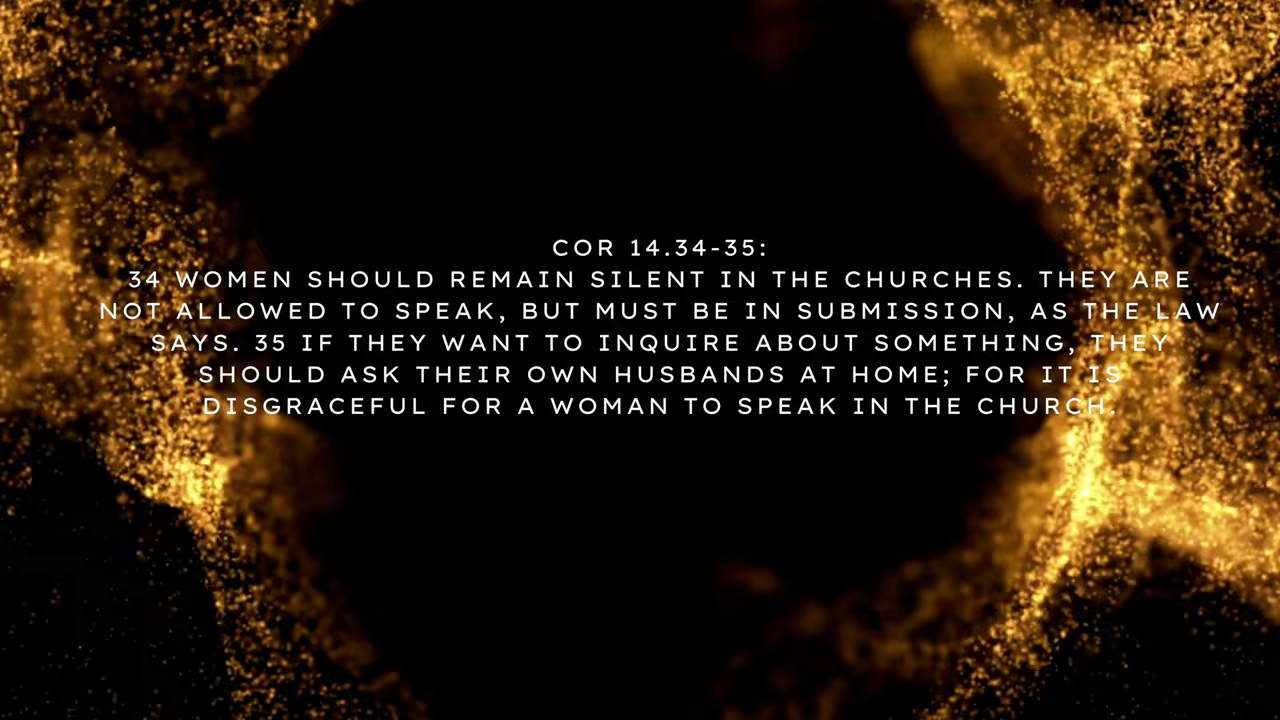 COR 14.34-35:
34 WOMEN SHOULD REMAIN SILENT IN THE CHURCHES. THEY ARE
NOT ALLOWED TO SPEAK, BUT MUST BE IN SUBMISSION, AS THE LAW
SAYS. 35 IF THEY WANT TO INQUIRE ABOUT SOMETHING, THEY
SHOULD ASK THEIR OWN HUSBANDS AT HOME; FOR IT IS
DISGRACEFUL FOR A WOMAN TO SPEAK IN THE CHURCH.